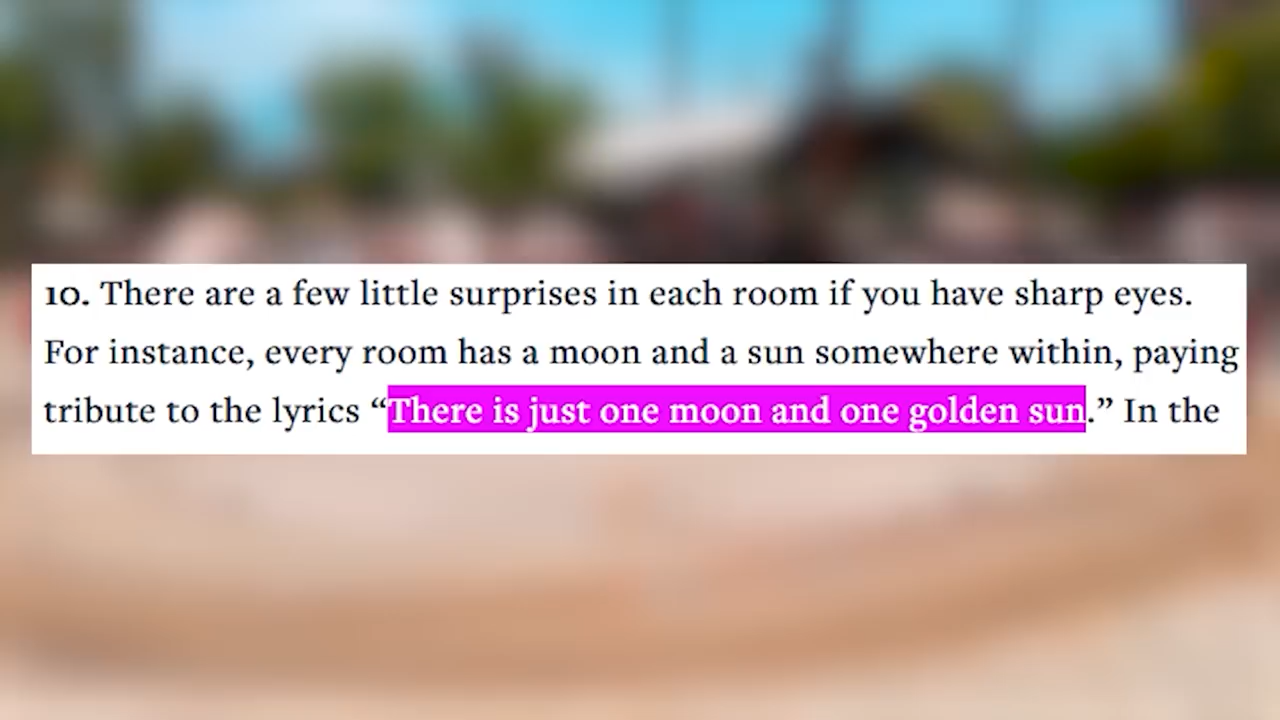 10. There are a few little surprises in each room if you have sharp eyes.
For instance, every room has a moon and a sun somewhere within, paying
tribute to the lyrics “There is just one moon and one golden sun.” In the